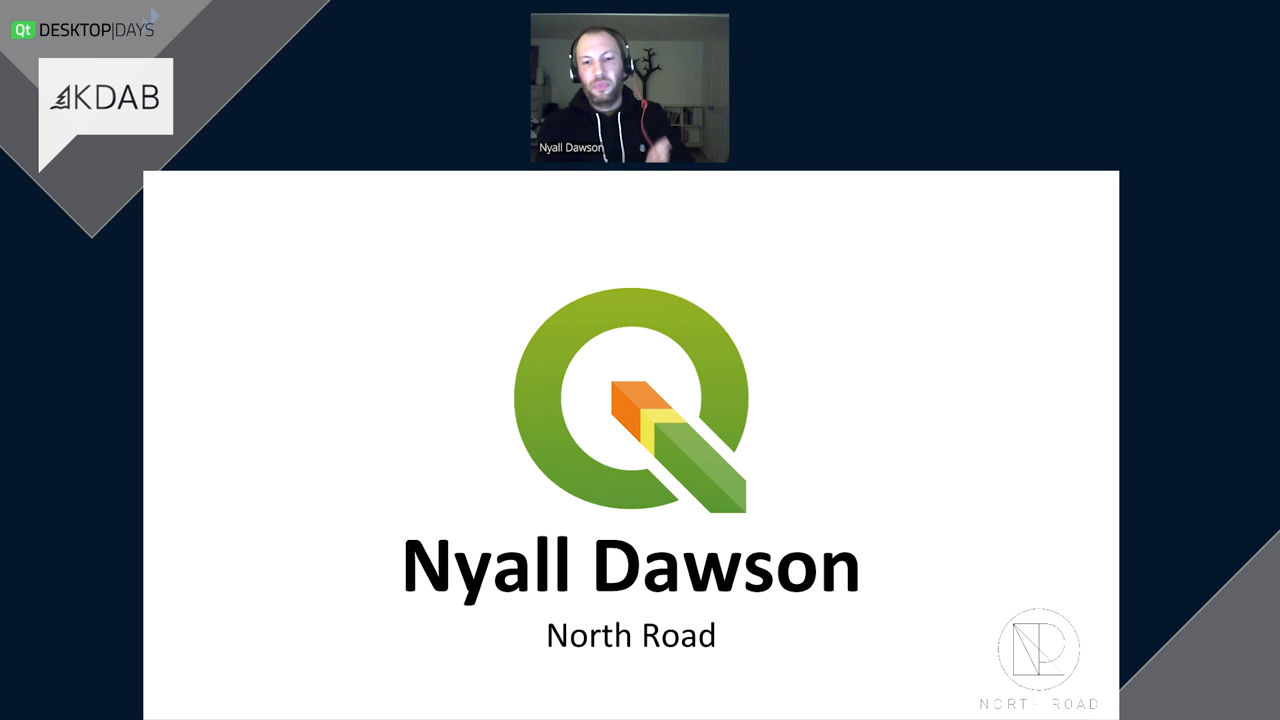 Qt DESKTOP|DAYS
KDAB
Nyall Dawson
Nyall Dawson
North Road
NORTH ROAD